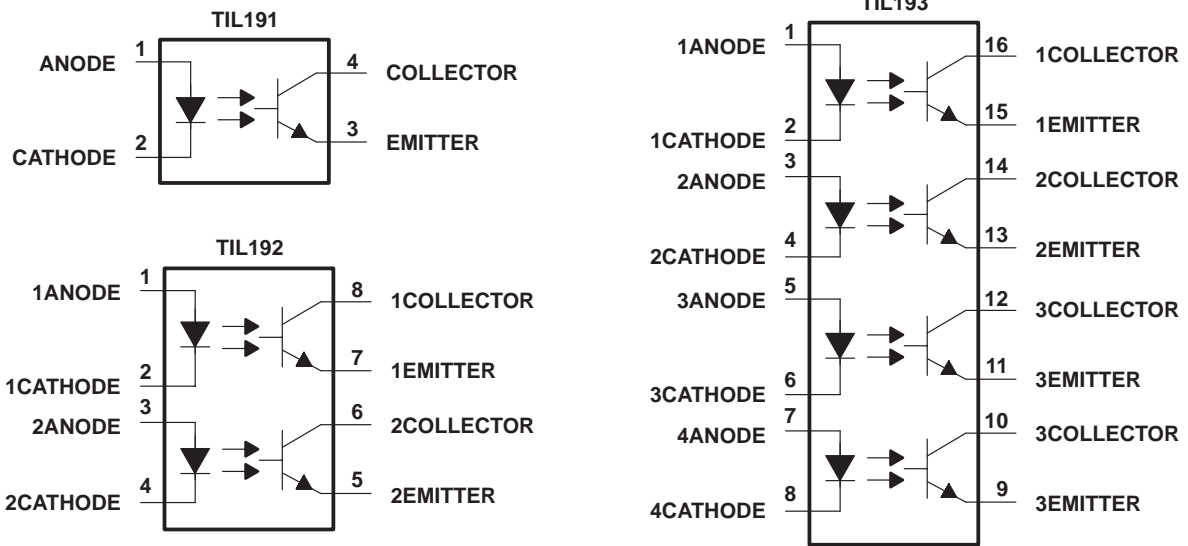 TIL191
ANODE 1
4 COLLECTOR
3 EMITTER
CATHODE 2
TIL192
1ANODE 1
8 1COLLECTOR
7 1EMITTER
1CATHODE 2
2ANODE 3
6 2COLLECTOR
5 2EMITTER
2CATHODE 4
TIL193
1ANODE 1
16 1COLLECTOR
15 1EMITTER
1CATHODE 2
2ANODE 3
14 2COLLECTOR
13 2EMITTER
2CATHODE 4
3ANODE 5
12 3COLLECTOR
11 3EMITTER
3CATHODE 6
4ANODE 7
10 3COLLECTOR
9 3EMITTER
4CATHODE 8